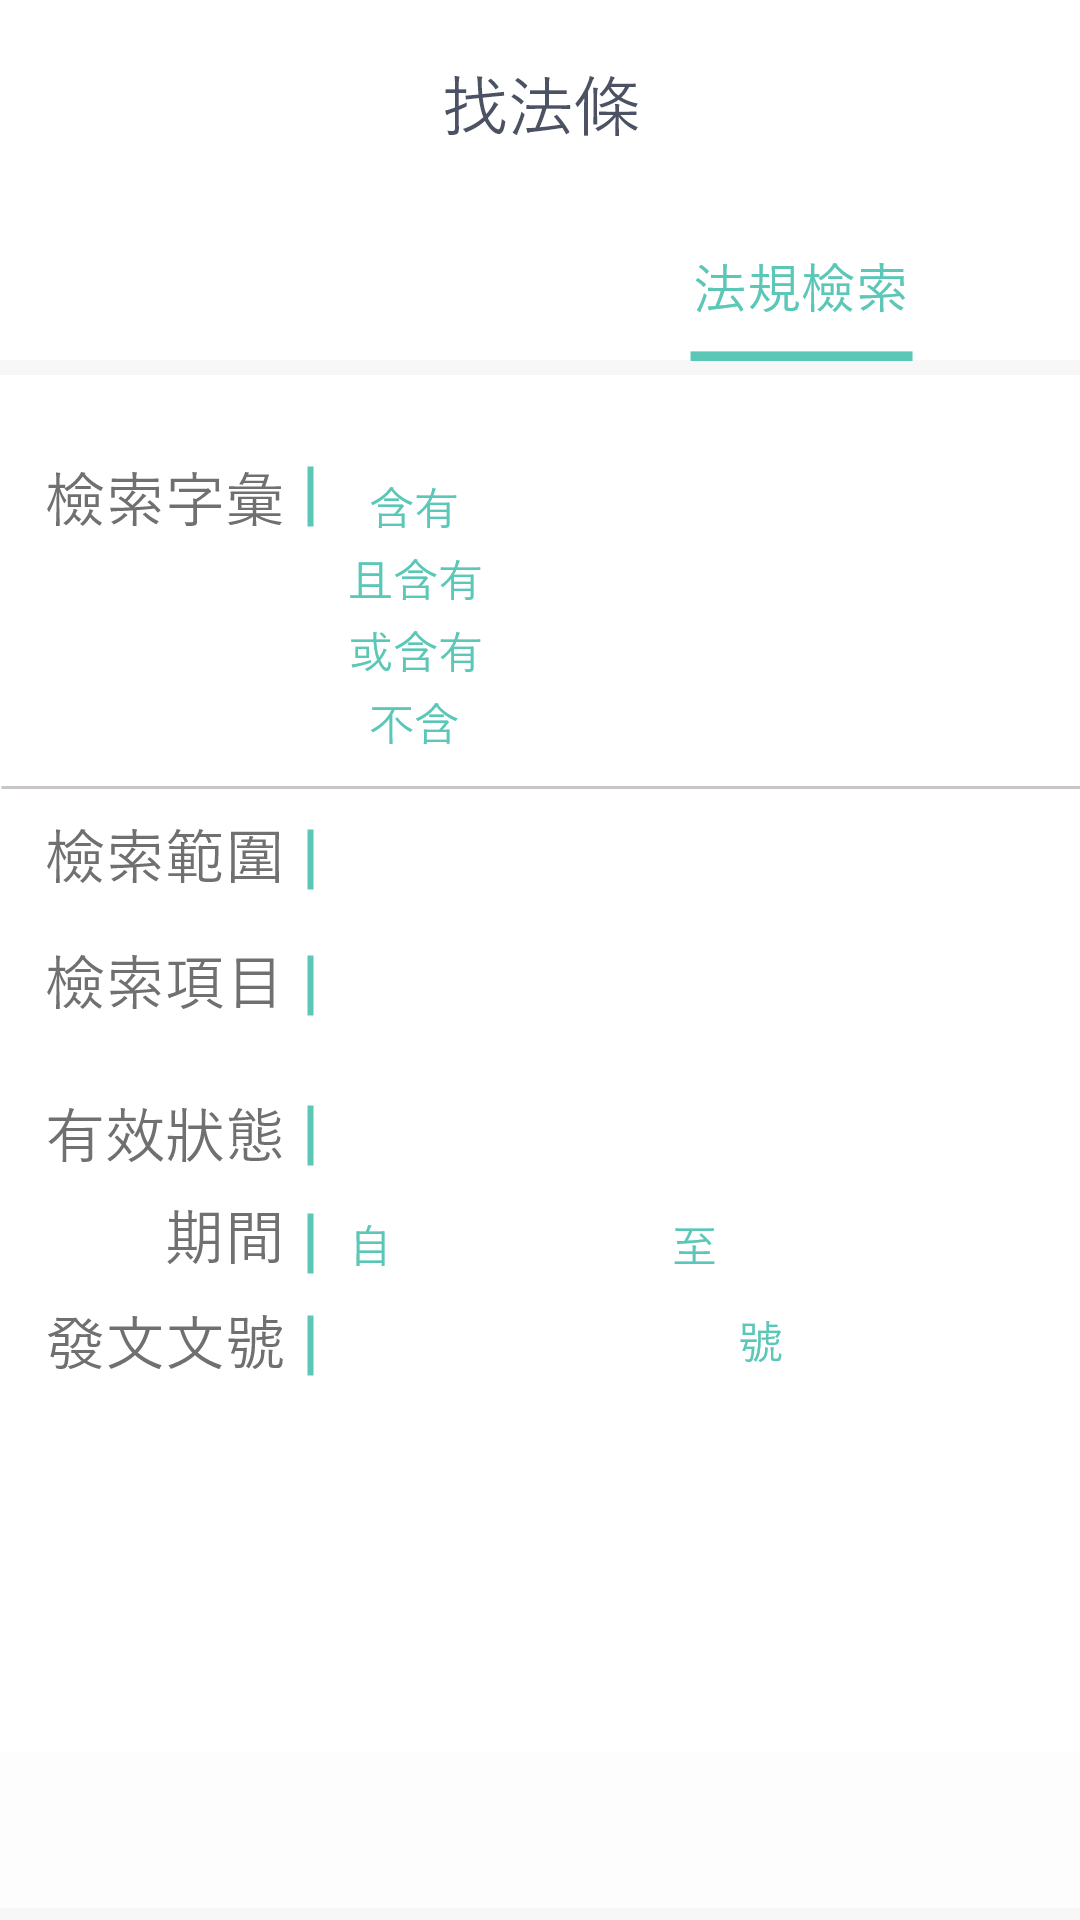 找法條
法規檢索
檢索字彙 含有
且含有
或含有
不含
檢索範圍
檢索項目
有效狀態
期間 自 至
發文文號 號